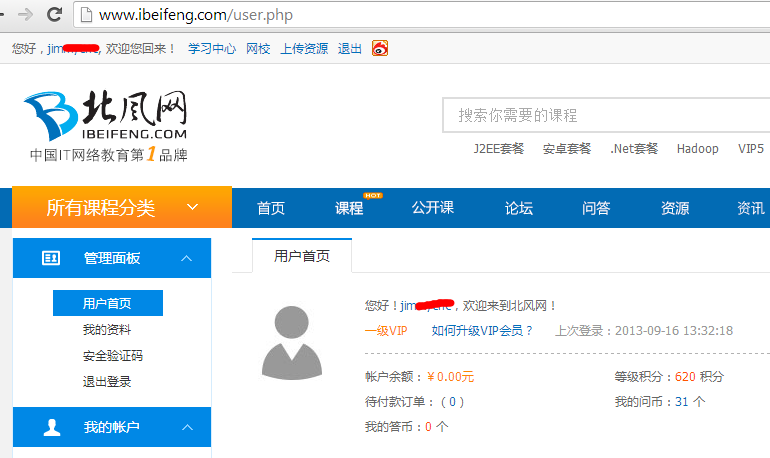 www.ibeifeng.com/user.php
您好，jim , 欢迎您回来！ 学习中心 网校 上传资源 退出
北风网
IBEIFENG.COM
中国IT网络教育第1品牌
搜索你需要的课程
J2EE套餐 安卓套餐 .Net套餐 Hadoop VIP5
所有课程分类 首页 课程 HOT 公开课 论坛 问答 资源 资讯
管理面板
用户首页
我的资料
安全验证码
退出登录
我的帐户
用户首页
您好！jim , 欢迎来到北风网！
一级VIP 如何升级VIP会员？ 上次登录：2013-09-16 13:32:18
帐户余额：￥0.00元 等级积分：620 积分
待付款订单：（0） 我的问币：31 个
我的答币：0 个